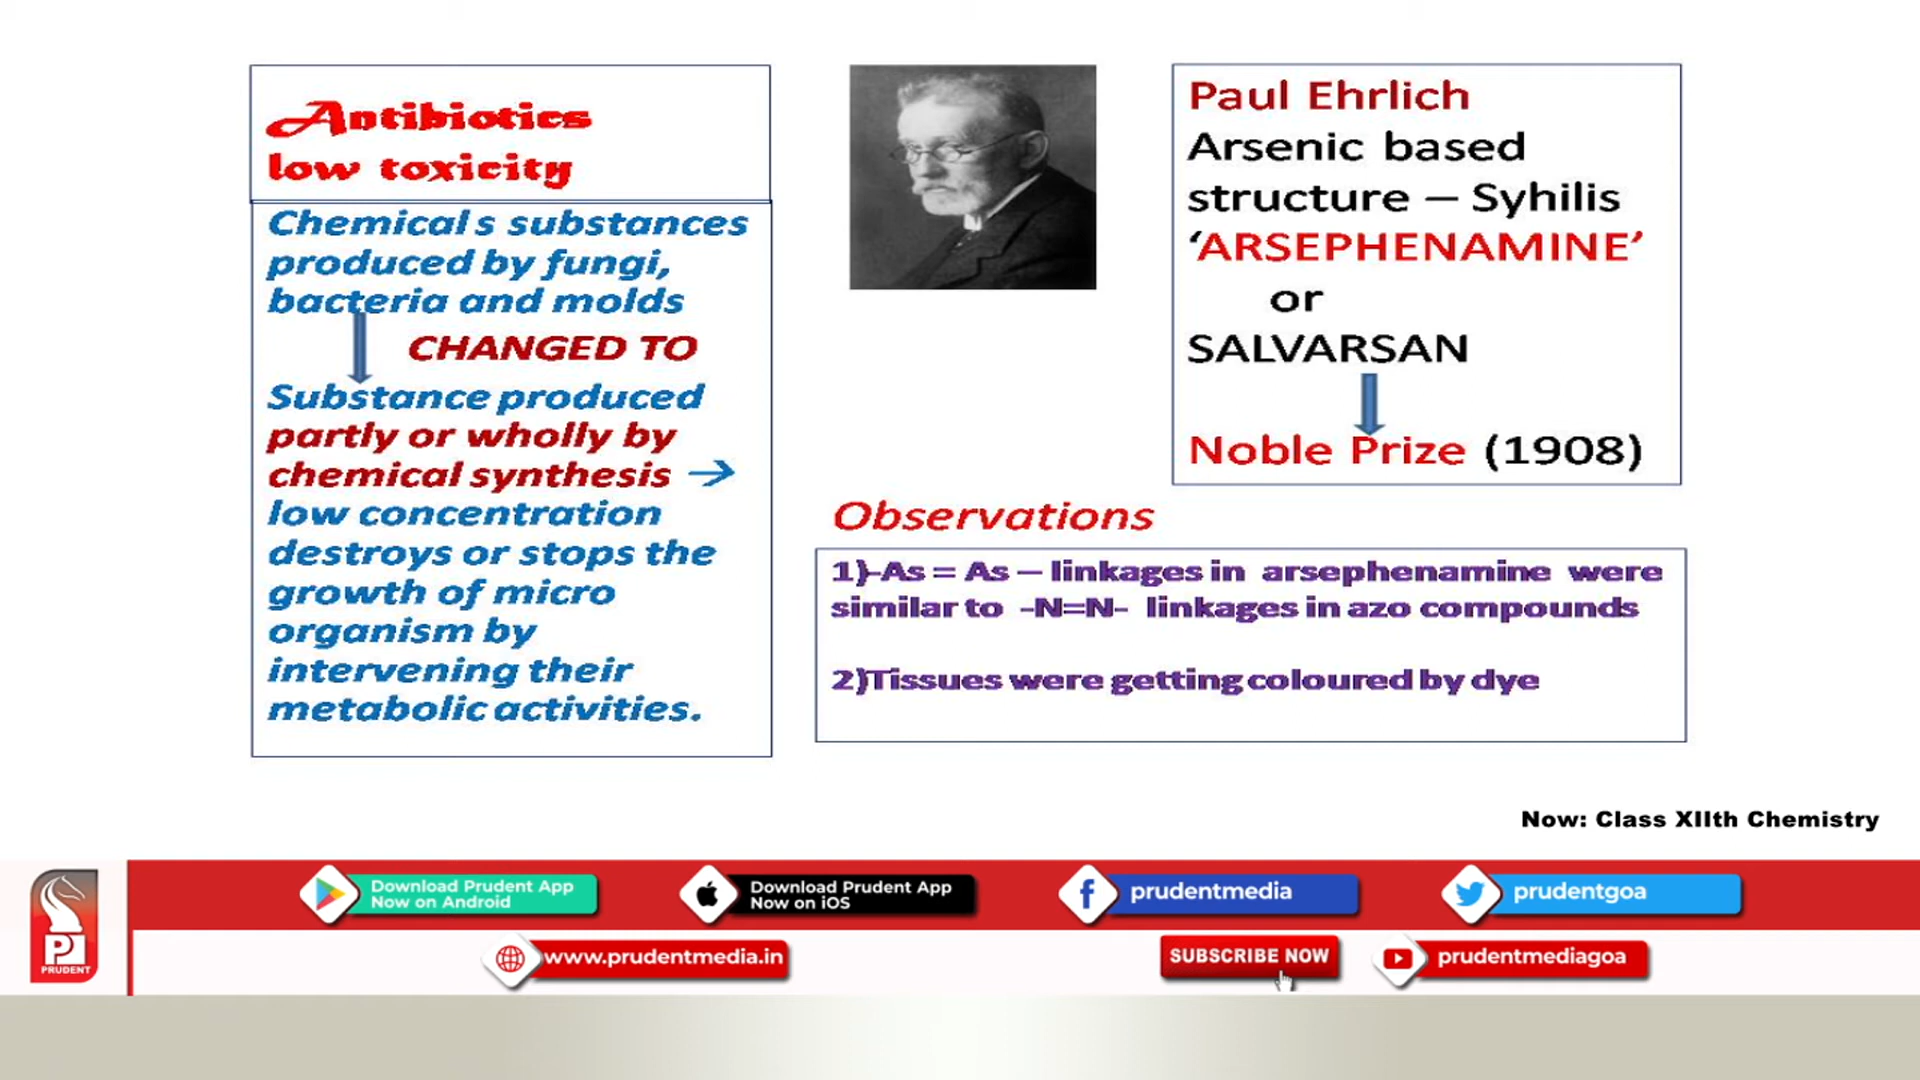 Antibiotics
low toxicity
Chemical s substances
produced by fungi,
bacteria and molds
CHANGED TO
Substance produced
partly or wholly by
chemical synthesis →
low concentration
destroys or stops the
growth of micro
organism by
intervening their
metabolic activities.
Paul Ehrlich
Arsenic based
structure – Syhilis
‘ARSEPHENAMINE’
or
SALVARSAN
Noble Prize (1908)
Observations
1)-As = As – linkages in arsephenamine were
similar to -N=N- linkages in azo compounds
2)Tissues were getting coloured by dye
Now: Class XIIth Chemistry
Download Prudent App
Now on Android
Download Prudent App
Now on iOS
prudentmedia
prudentgoa
PI
PRUDENT
www.prudentmedia.in
SUBSCRIBE NOW
prudentmediagoa